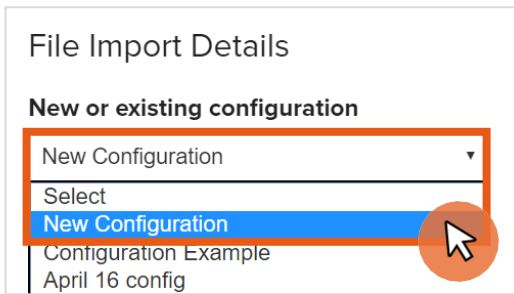 File Import Details
New or existing configuration
New Configuration
Select
New Configuration
Configuration Example
April 16 config